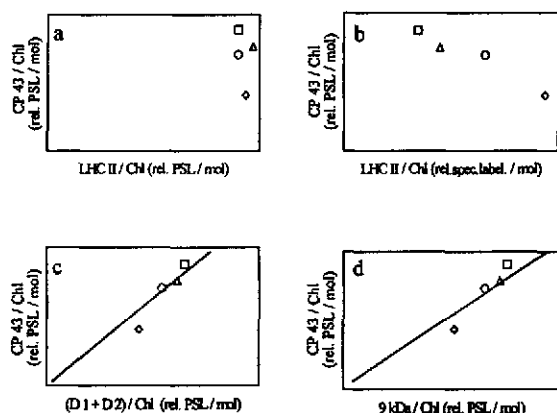 a
CP 43 / Chl
(rel. PSL / mol)
LHC II / Chl (rel. PSL / mol)
b
CP 43 / Chl
(rel. PSL / mol)
LHC II / Chl (rel.spec.label. / mol)
c
CP 43 / Chl
(rel. PSL / mol)
(D 1 + D 2) / Chl (rel. PSL / mol)
d
CP 43 / Chl
(rel. PSL / mol)
9 kDa / Chl (rel. PSL / mol)